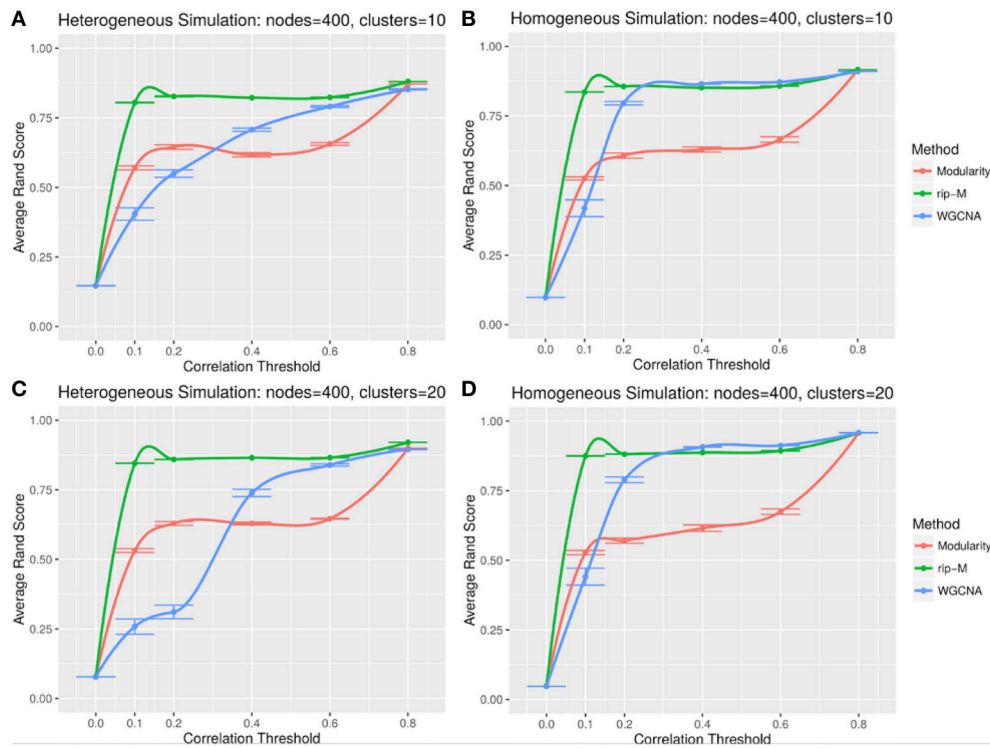 A
Heterogeneous Simulation: nodes=400, clusters=10
1.00
0.75
0.50
0.25
0.00
Average Rand Score
0.0 0.1 0.2 0.4 0.6 0.8
Correlation Threshold
B
Homogeneous Simulation: nodes=400, clusters=10
1.00
0.75
0.50
0.25
0.00
Average Rand Score
0.0 0.1 0.2 0.4 0.6 0.8
Correlation Threshold
Method
Modularity
rip-M
WGCNA
C
Heterogeneous Simulation: nodes=400, clusters=20
1.00
0.75
0.50
0.25
0.00
Average Rand Score
0.0 0.1 0.2 0.4 0.6 0.8
Correlation Threshold
D
Homogeneous Simulation: nodes=400, clusters=20
1.00
0.75
0.50
0.25
0.00
Average Rand Score
0.0 0.1 0.2 0.4 0.6 0.8
Correlation Threshold
Method
Modularity
rip-M
WGCNA